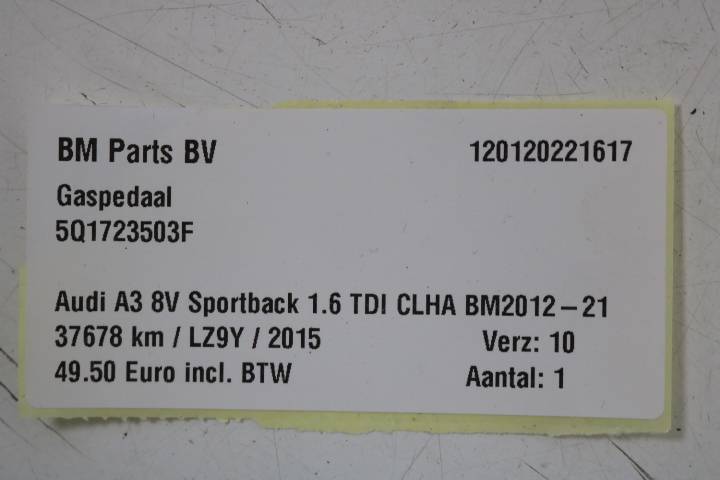 BM Parts BV 120120221617
Gaspedaal
5Q1723503F
Audi A3 8V Sportback 1.6 TDI CLHA BM2012-21
37678 km / LZ9Y / 2015 Verz: 10
49.50 Euro incl. BTW Aantal: 1